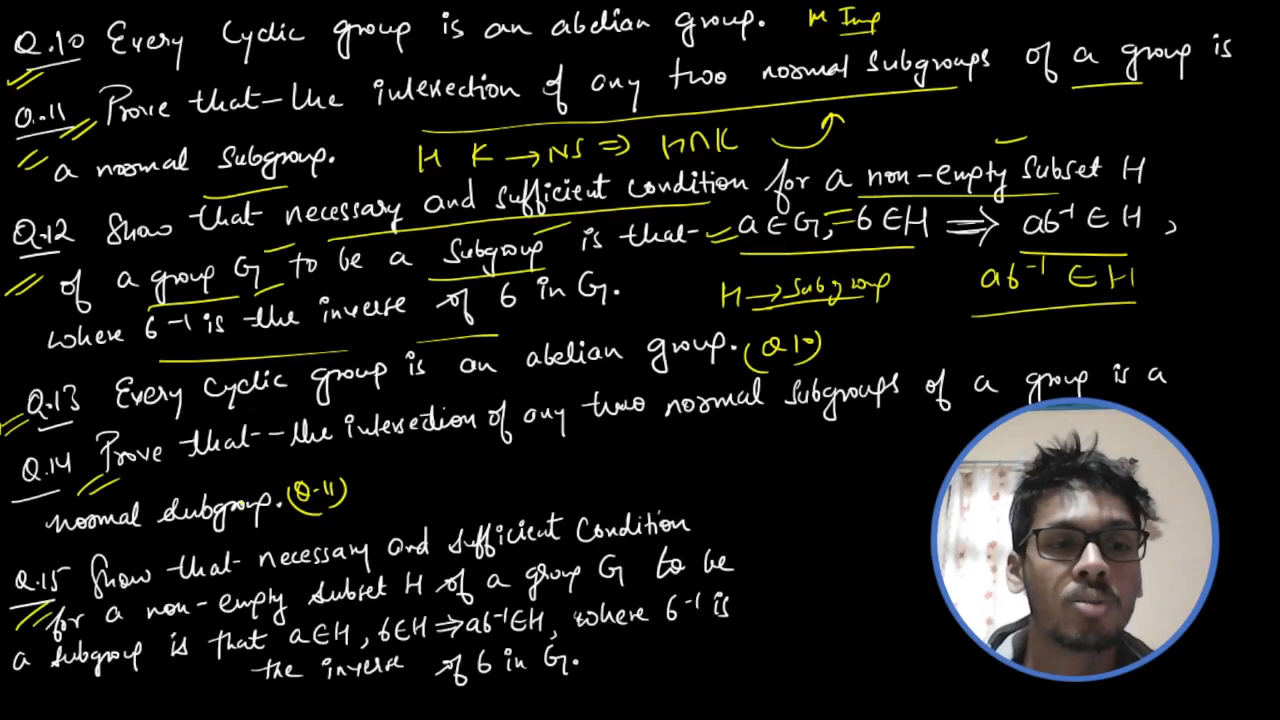 Q.10 Every Cyclic group is an abelian group. M Imp
Q.11 Prove that the intersection of any two normal subgroups of a group is
a normal subgroup. H K → NS ⇒ H∩K
Q.12 Show that necessary and sufficient condition for a non-empty subset H
of a group G to be a subgroup is that a∈G, b∈H ⟹ ab⁻¹∈H,
where b⁻¹ is the inverse of b in G. H → Subgroup ab⁻¹ ∈ H
Q.13 Every Cyclic group is an abelian group. (Q10)
Q.14 Prove that the intersection of any two normal subgroups of a group is a
normal subgroup. (Q.11)
Q.15 Show that necessary and sufficient Condition
for a non-empty subset H of a group G to be
a subgroup is that a∈H, b∈H ⇒ ab⁻¹∈H, where b⁻¹ is
the inverse of b in G.